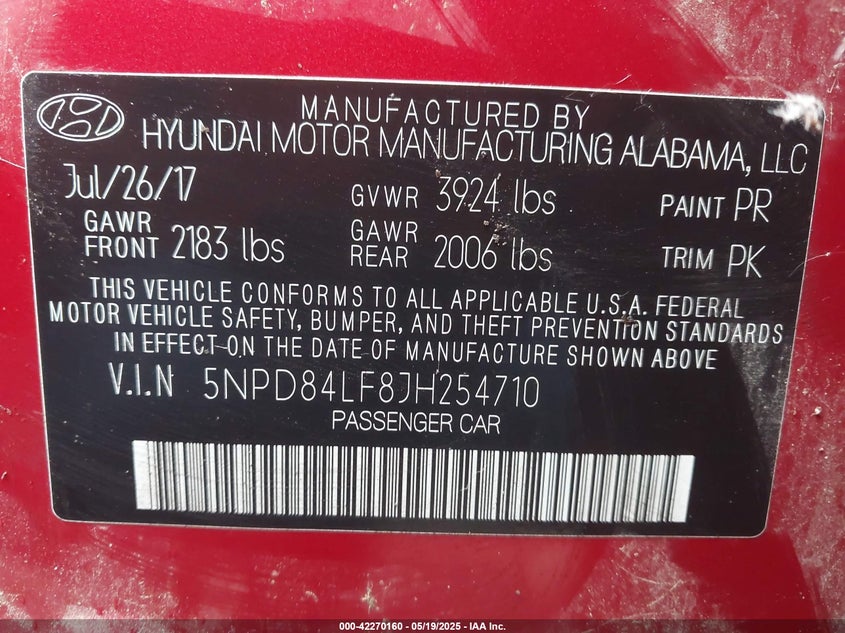 MANUFACTURED BY
HYUNDAI MOTOR MANUFACTURING ALABAMA, LLC
Jul/26/17 GVWR 3924 lbs PAINT PR
GAWR FRONT 2183 lbs GAWR REAR 2006 lbs TRIM PK
THIS VEHICLE CONFORMS TO ALL APPLICABLE U.S.A. FEDERAL
MOTOR VEHICLE SAFETY, BUMPER, AND THEFT PREVENTION STANDARDS
IN EFFECT ON THE DATE OF MANUFACTURE SHOWN ABOVE
V.I.N 5NPD84LF8JH254710
PASSENGER CAR
000-42270160 - 05/19/2025 - IAA Inc.